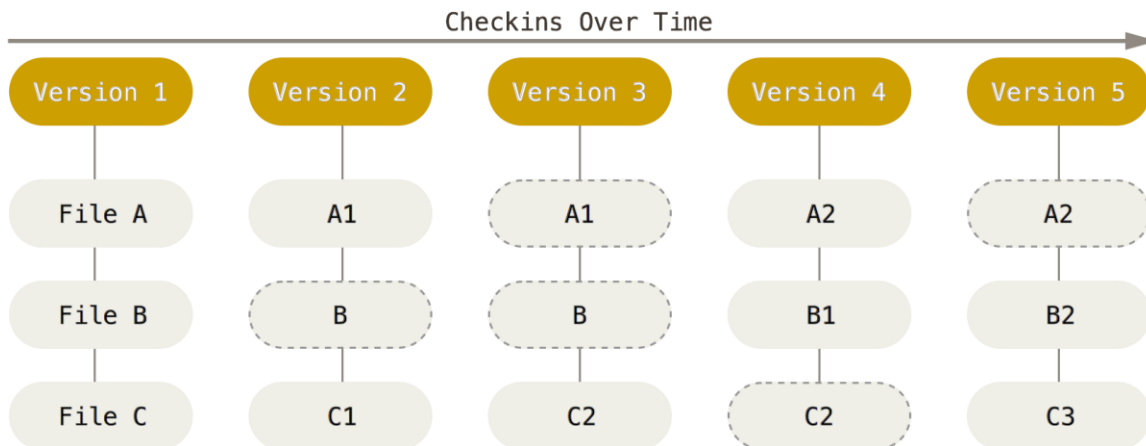 Checkins Over Time
Version 1 Version 2 Version 3 Version 4 Version 5
File A A1 A1 A2 A2
File B B B B1 B2
File C C1 C2 C2 C3